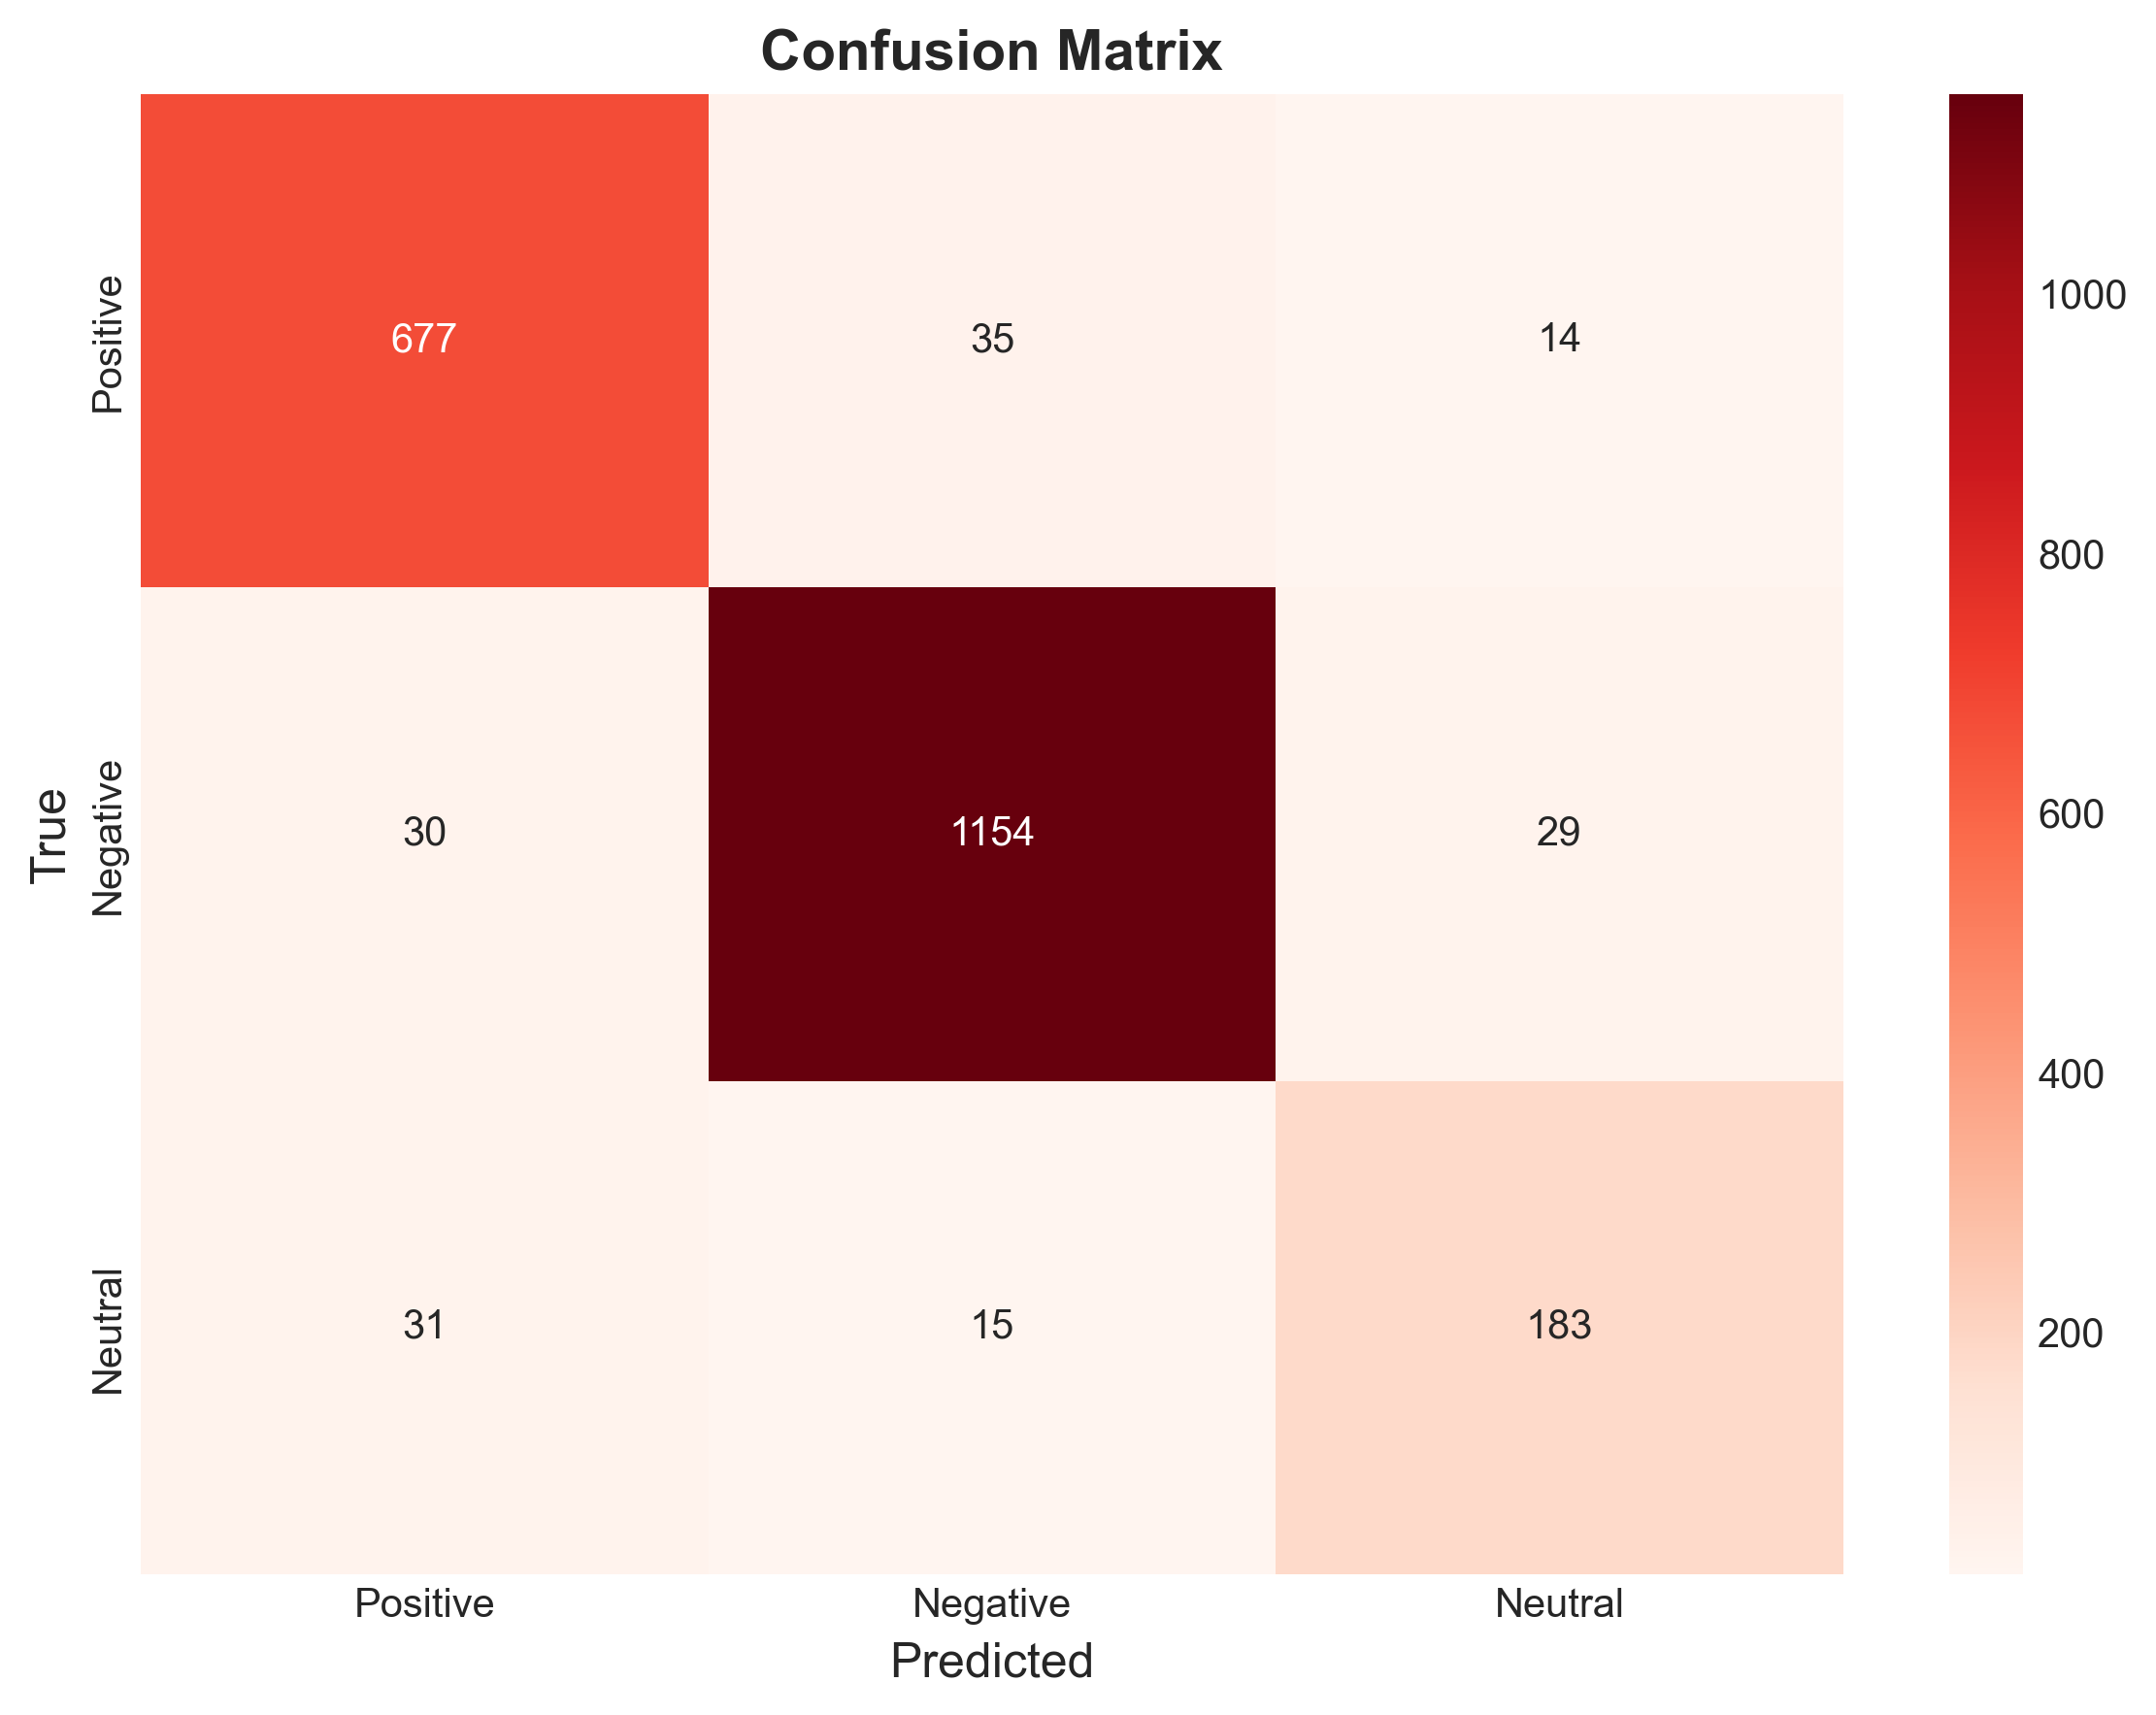 Confusion Matrix
Positive
677
35
14
1000
800
True
Negative
30
1154
29
600
400
Neutral
31
15
183
200
Positive
Negative
Neutral
Predicted